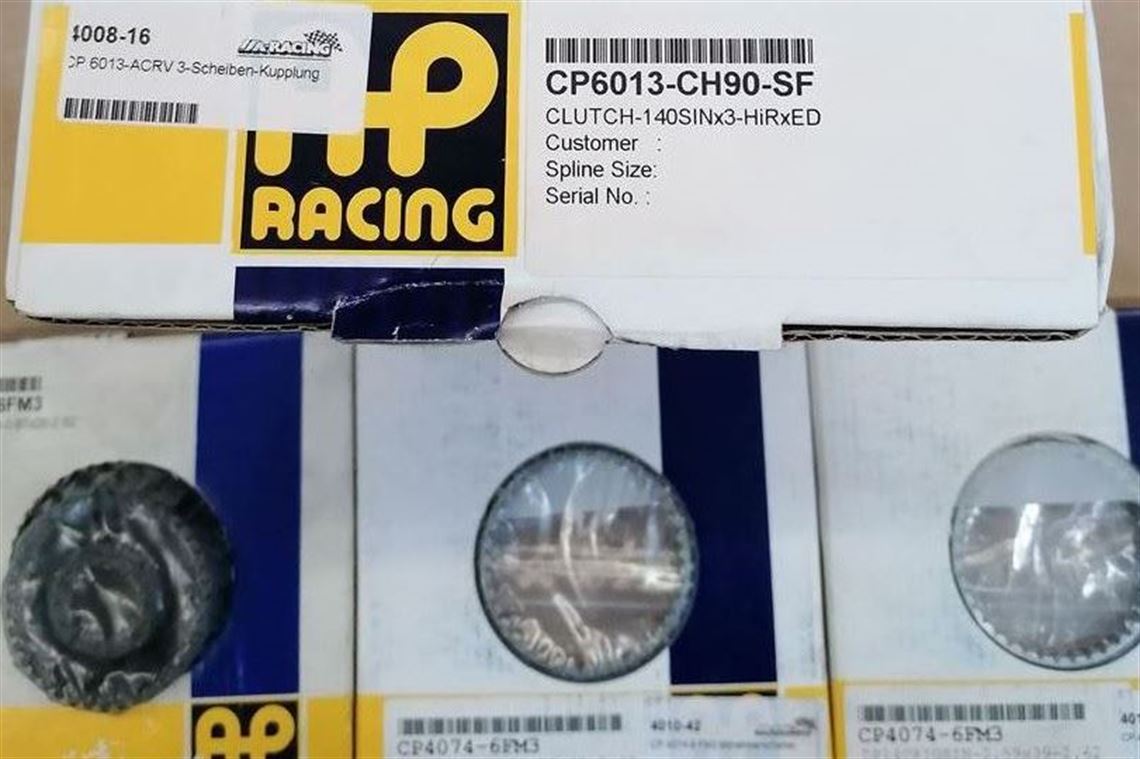 4008-16
CP 6013-ACRV 3-Scheiben-Kupplung
AP
RACING
CP6013-CH90-SF
CLUTCH-140SINx3-HiRxED
Customer :
Spline Size:
Serial No. :
6FM3
AP
CP4074-6FM3
4010-42
CP4074-6FM3